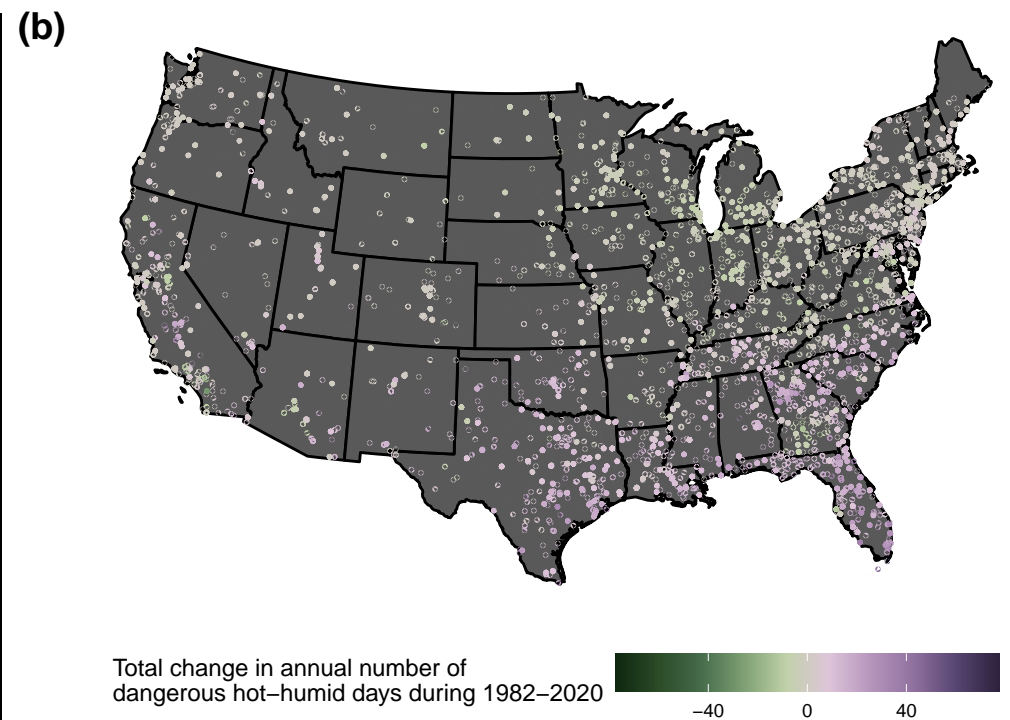 (b)
Total change in annual number of
dangerous hot−humid days during 1982−2020
−40 0 40